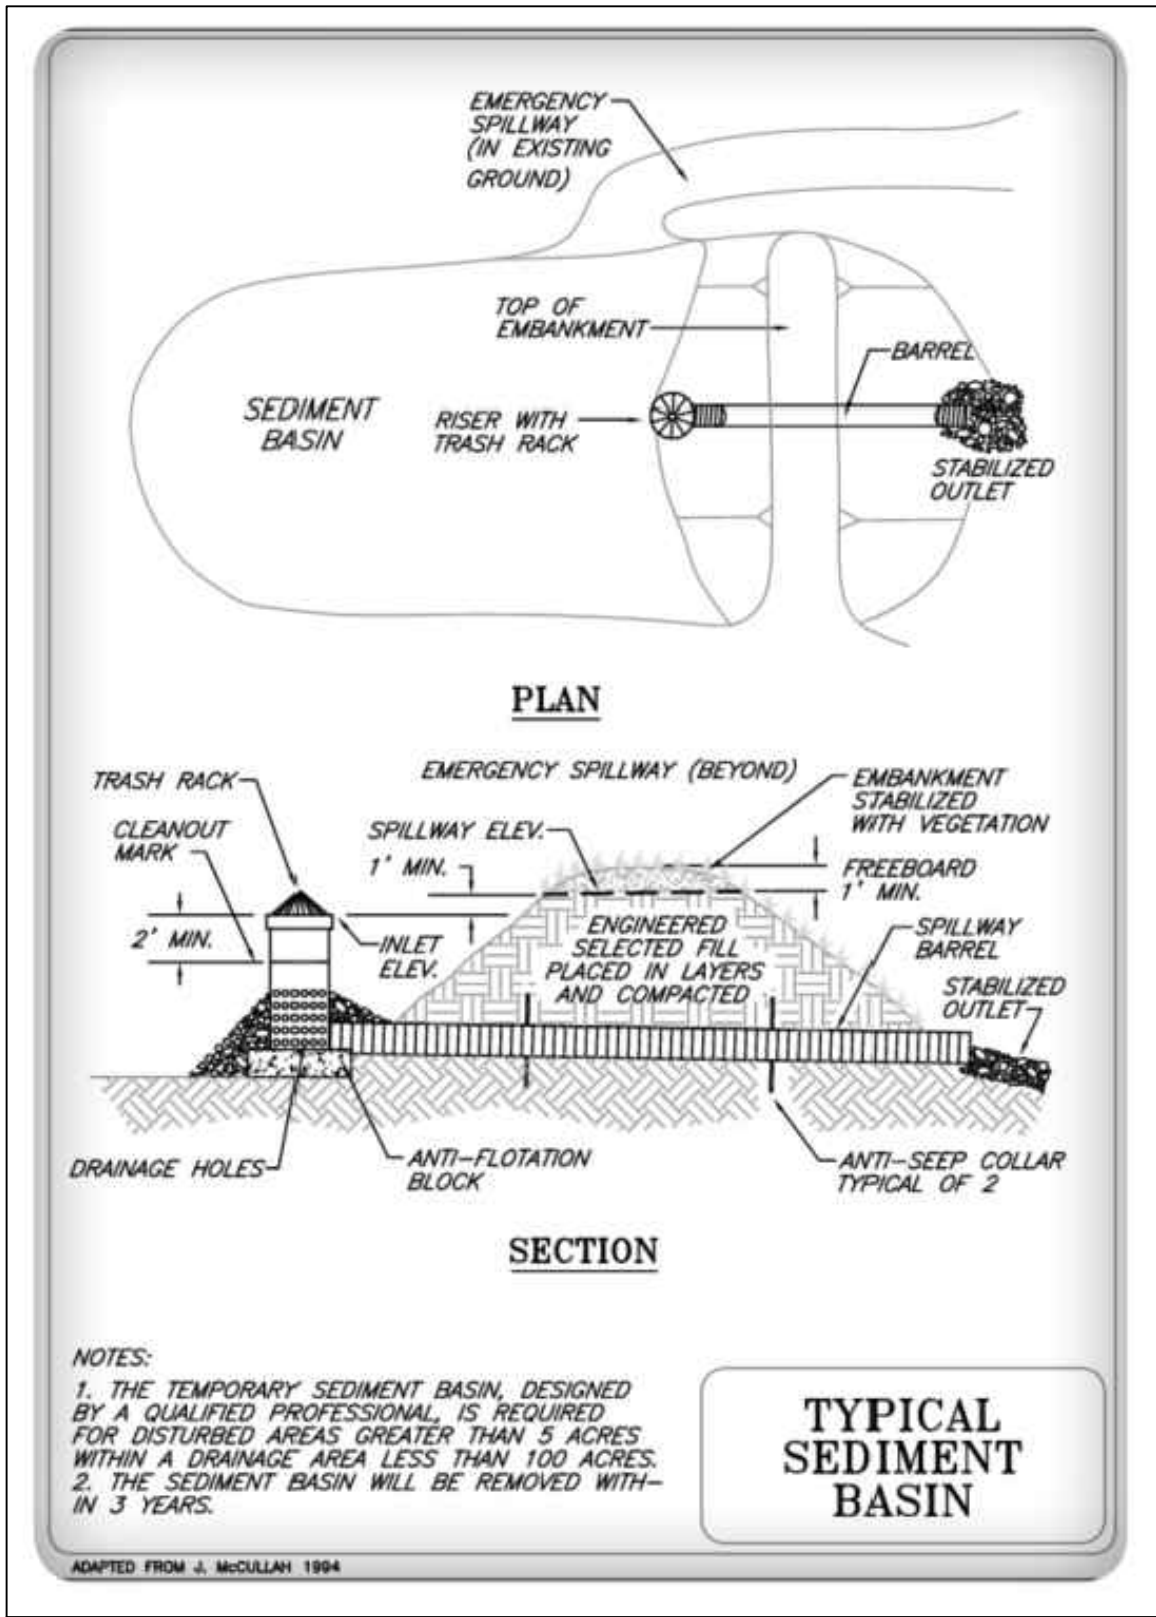 EMERGENCY
SPILLWAY
(IN EXISTING
GROUND)
TOP OF
EMBANKMENT
BARREL
SEDIMENT
BASIN
RISER WITH
TRASH RACK
STABILIZED
OUTLET
PLAN
TRASH RACK
CLEANOUT
MARK
2' MIN.
INLET
ELEV.
EMERGENCY SPILLWAY (BEYOND)
SPILLWAY ELEV.
1' MIN.
EMBANKMENT
STABILIZED
WITH VEGETATION
FREEBOARD
1' MIN.
ENGINEERED
SELECTED FILL
PLACED IN LAYERS
AND COMPACTED
SPILLWAY
BARREL
STABILIZED
OUTLET
DRAINAGE HOLES
ANTI-FLOTATION
BLOCK
ANTI-SEEP COLLAR
TYPICAL OF 2
SECTION
NOTES:
1. THE TEMPORARY SEDIMENT BASIN, DESIGNED
BY A QUALIFIED PROFESSIONAL, IS REQUIRED
FOR DISTURBED AREAS GREATER THAN 5 ACRES
WITHIN A DRAINAGE AREA LESS THAN 100 ACRES.
2. THE SEDIMENT BASIN WILL BE REMOVED WITH-
IN 3 YEARS.
TYPICAL
SEDIMENT
BASIN
ADAPTED FROM J. McCULLAH 1994